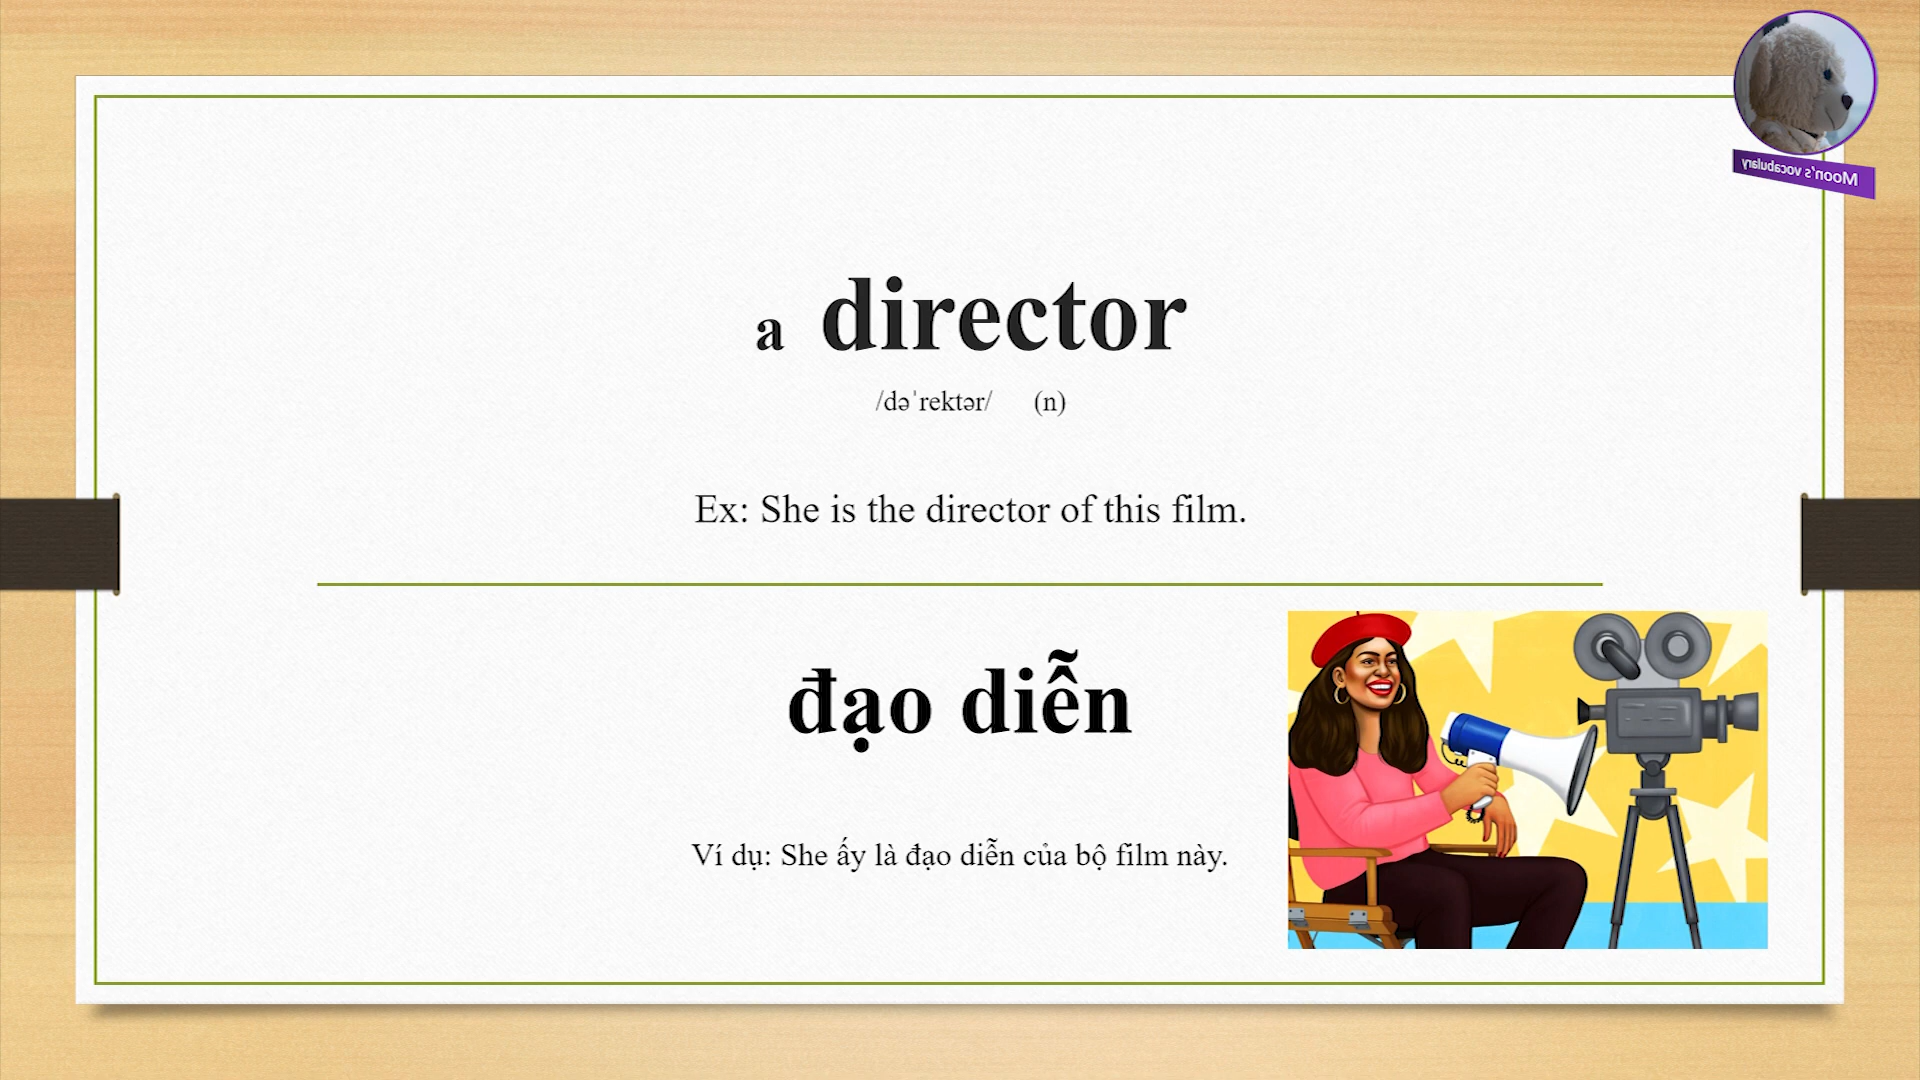 Moon's vocabulary
a director
/dəˈrektər/ (n)
Ex: She is the director of this film.
đạo diễn
Ví dụ: She ấy là đạo diễn của bộ film này.